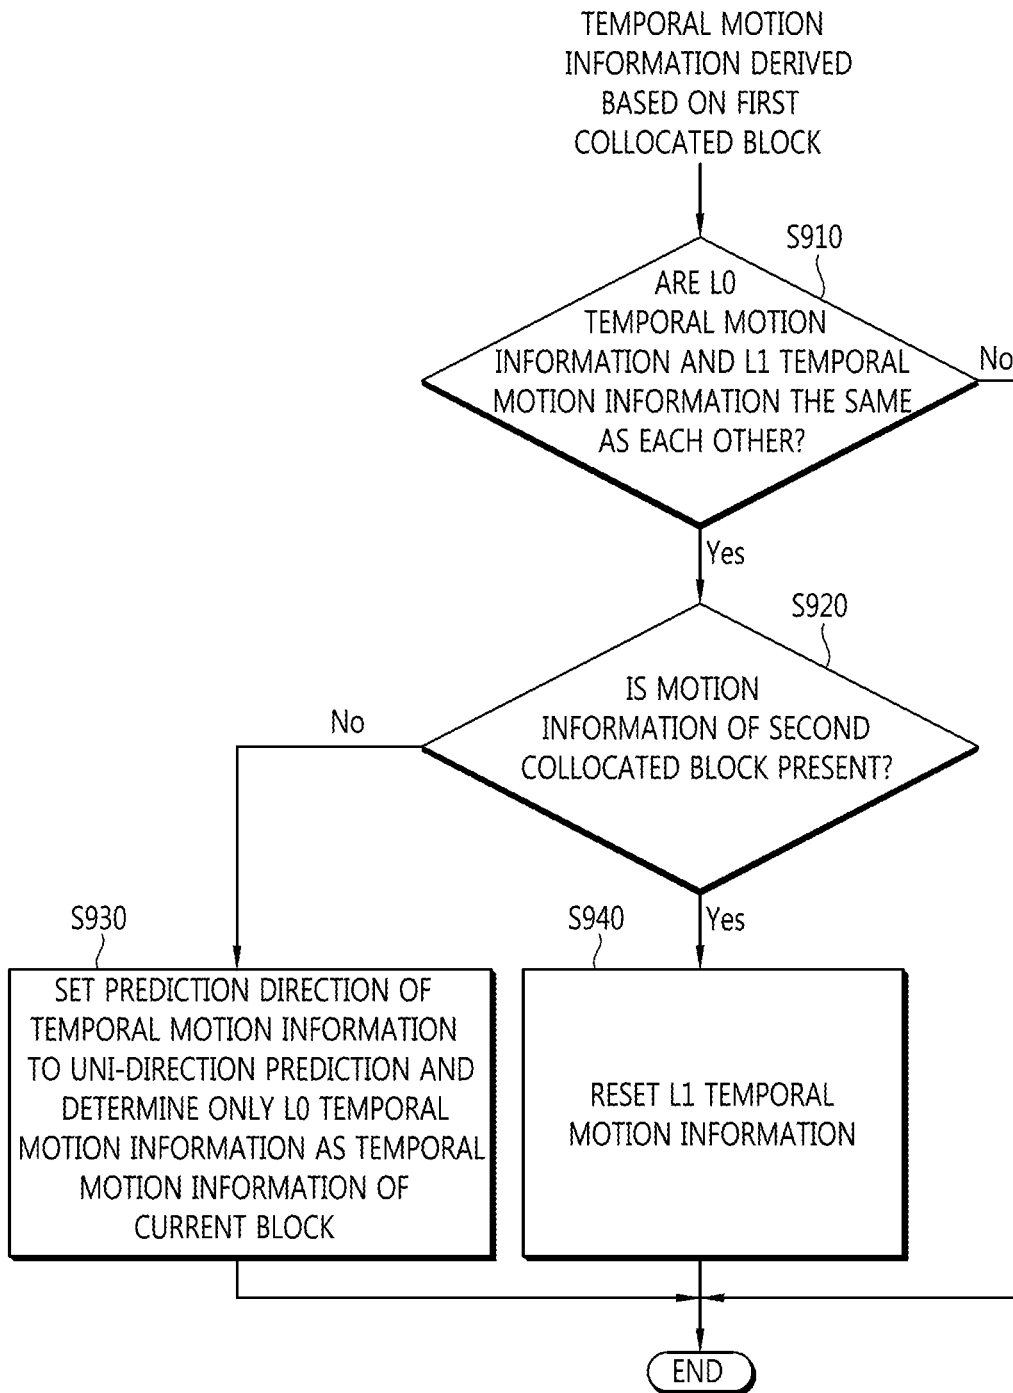 TEMPORAL MOTION
INFORMATION DERIVED
BASED ON FIRST
COLLOCATED BLOCK
S910
ARE L0
TEMPORAL MOTION
INFORMATION AND L1 TEMPORAL
MOTION INFORMATION THE SAME
AS EACH OTHER?
No
Yes
S920
IS MOTION
INFORMATION OF SECOND
COLLOCATED BLOCK PRESENT?
No
Yes
S930
SET PREDICTION DIRECTION OF
TEMPORAL MOTION INFORMATION
TO UNI-DIRECTION PREDICTION AND
DETERMINE ONLY L0 TEMPORAL
MOTION INFORMATION AS TEMPORAL
MOTION INFORMATION OF
CURRENT BLOCK
S940
RESET L1 TEMPORAL
MOTION INFORMATION
END